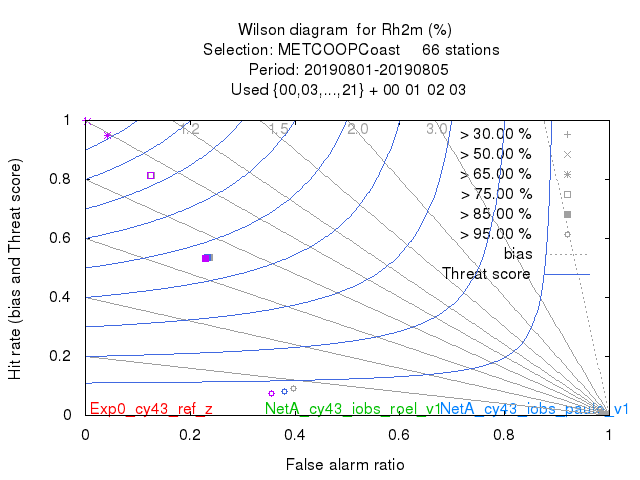 Wilson diagram for Rh2m (%)
Selection: METCOOPCoast 66 stations
Period: 20190801-20190805
Used {00,03,...,21} + 00 01 02 03
Hit rate (bias and Threat score)
1
0.8
0.6
0.4
0.2
0
1.2
1.5
2.0
3.0
> 30.00 %
> 50.00 %
> 65.00 %
> 75.00 %
> 85.00 %
> 95.00 %
bias
Threat score
Exp0_cy43_ref_z
NetA_cy43_iobs_roel_v1
NetA_cy43_iobs_paulo_v1
0
0.2
0.4
0.6
0.8
1
False alarm ratio